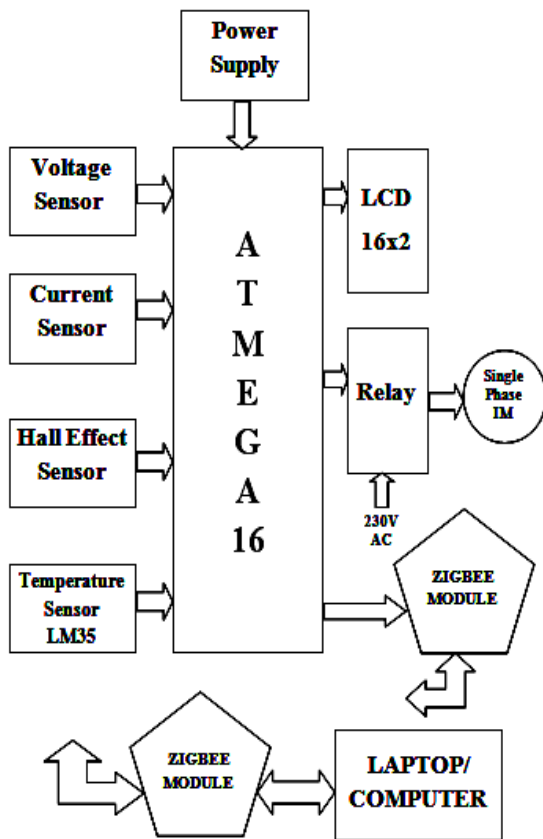 Power
Supply
Voltage
Sensor
Current
Sensor
Hall Effect
Sensor
Temperature
Sensor
LM35
A
T
M
E
G
A
16
LCD
16x2
Relay
Single
Phase
IM
230V
AC
ZIGBEE
MODULE
ZIGBEE
MODULE
LAPTOP/
COMPUTER